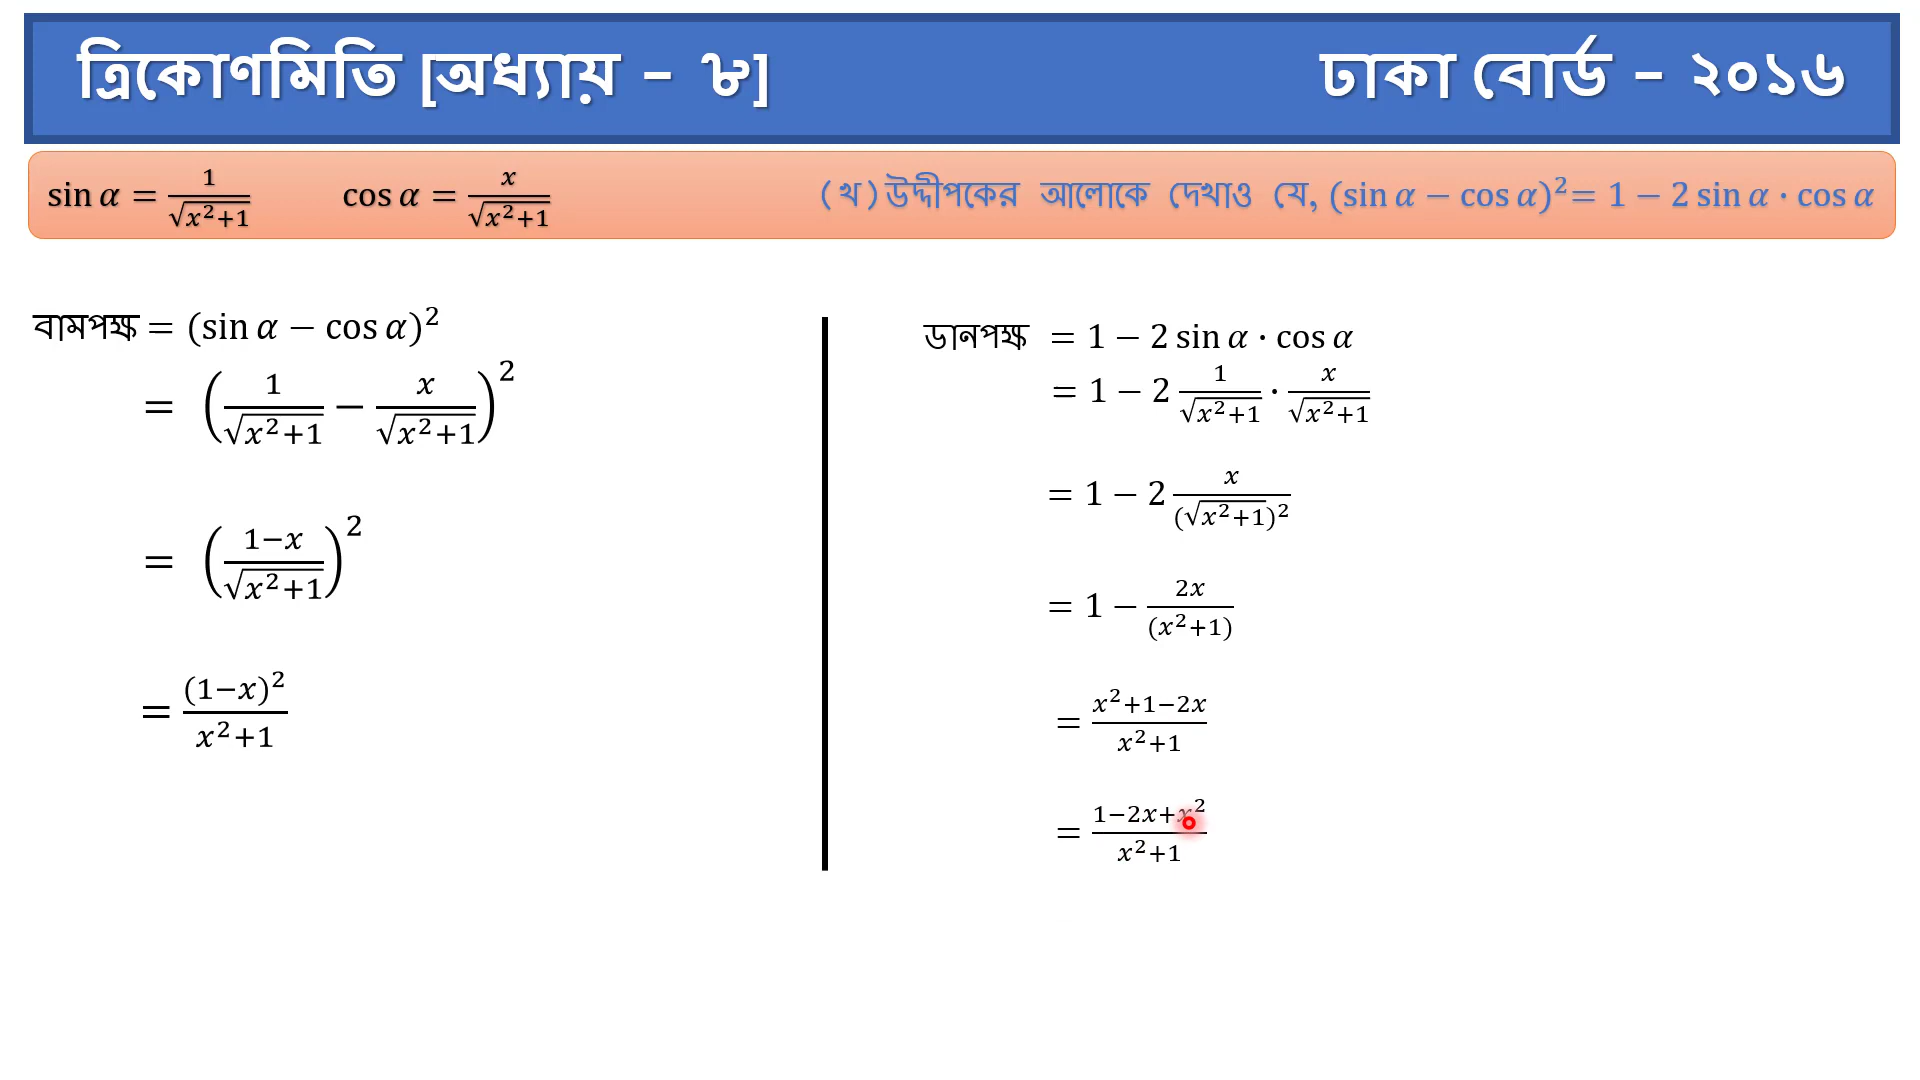 ত্রিকোণমিতি [অধ্যায় – ৮] ঢাকা বোর্ড – ২০১৬
sin α = 1/√(x²+1) cos α = x/√(x²+1) (খ)উদ্দীপকের আলোকে দেখাও যে, (sin α − cos α)²= 1 − 2 sin α · cos α
বামপক্ষ = (sin α − cos α)²
= (1/√(x²+1) − x/√(x²+1))²
= ((1−x)/√(x²+1))²
= (1−x)²/(x²+1)
ডানপক্ষ = 1 − 2 sin α · cos α
= 1 − 2 1/√(x²+1) · x/√(x²+1)
= 1 − 2 x/(√(x²+1))²
= 1 − 2x/(x²+1)
= (x²+1−2x)/(x²+1)
= (1−2x+x²)/(x²+1)